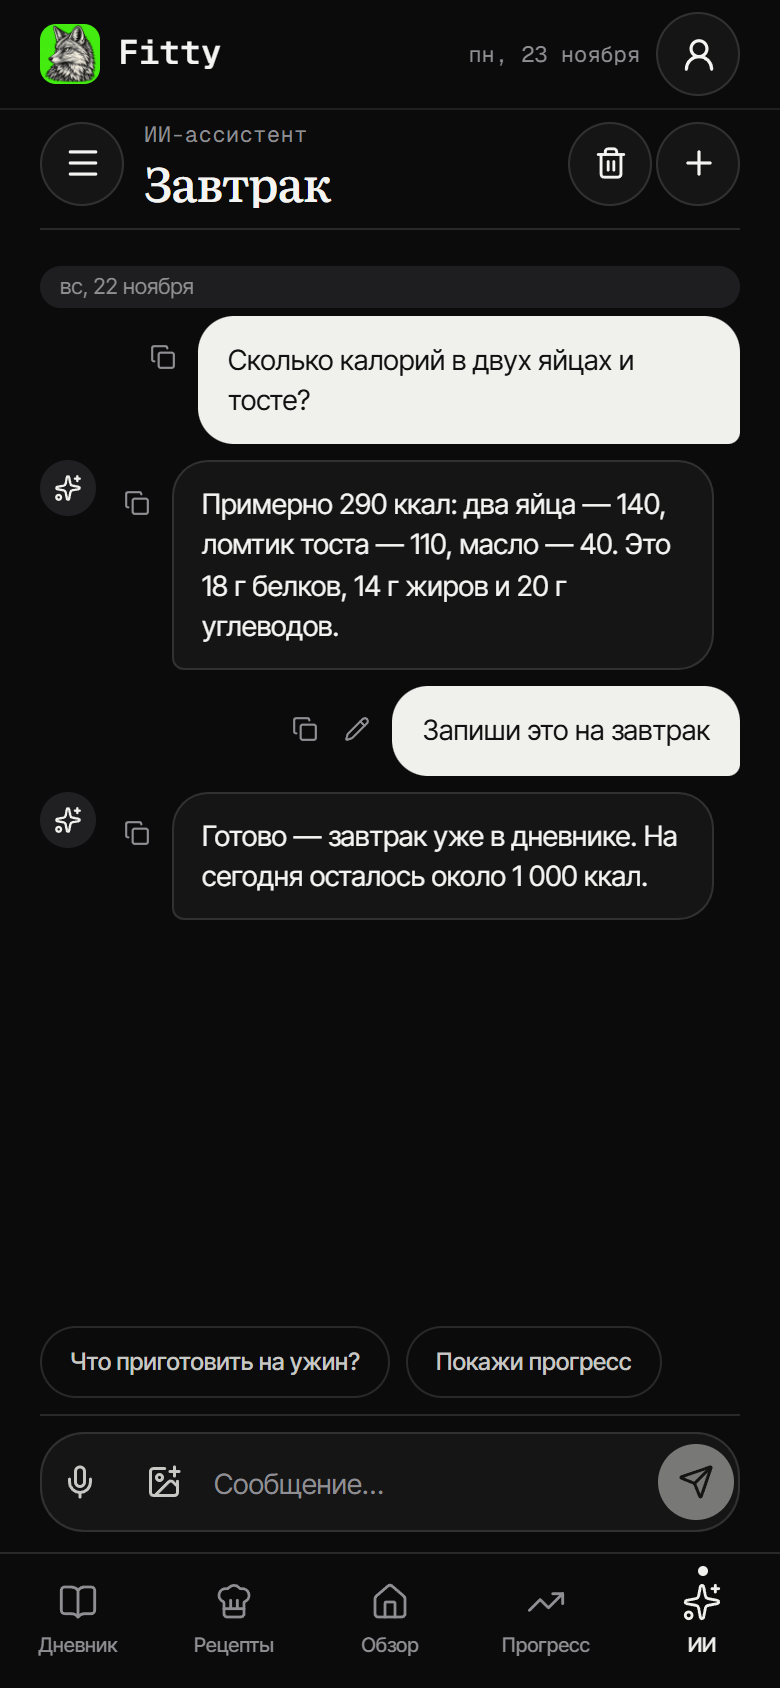 Fitty
пн, 23 ноября
ИИ-ассистент
Завтрак
вс, 22 ноября
Сколько калорий в двух яйцах и
тосте?
Примерно 290 ккал: два яйца — 140,
ломтик тоста — 110, масло — 40. Это
18 г белков, 14 г жиров и 20 г
углеводов.
Запиши это на завтрак
Готово — завтрак уже в дневнике. На
сегодня осталось около 1 000 ккал.
Что приготовить на ужин?
Покажи прогресс
Сообщение...
Дневник
Рецепты
Обзор
Прогресс
ИИ